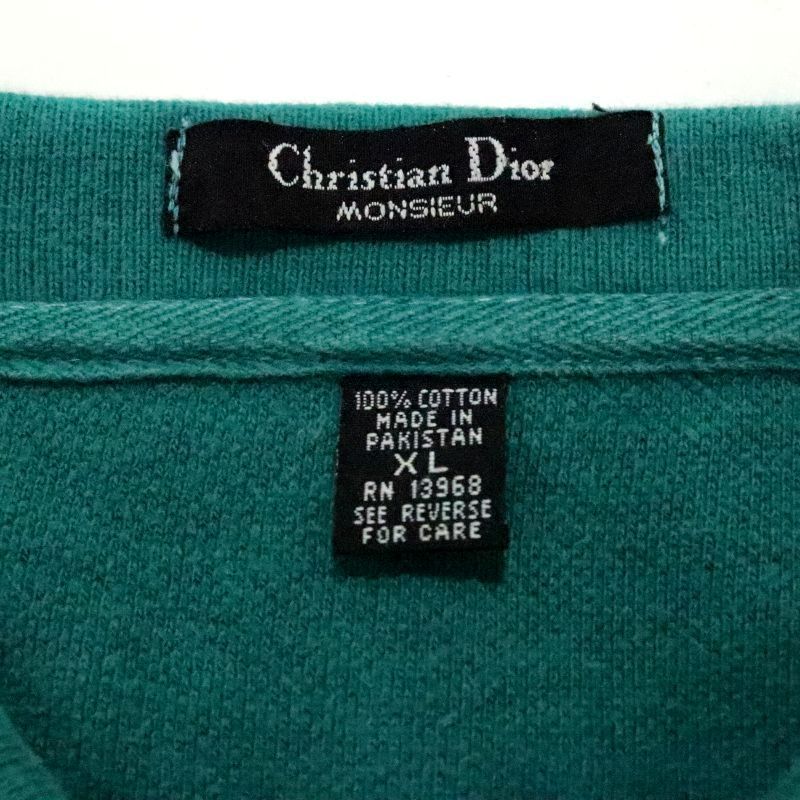 Christian Dior
MONSIEUR
100% COTTON
MADE IN
PAKISTAN
XL
RN 13968
SEE REVERSE
FOR CARE